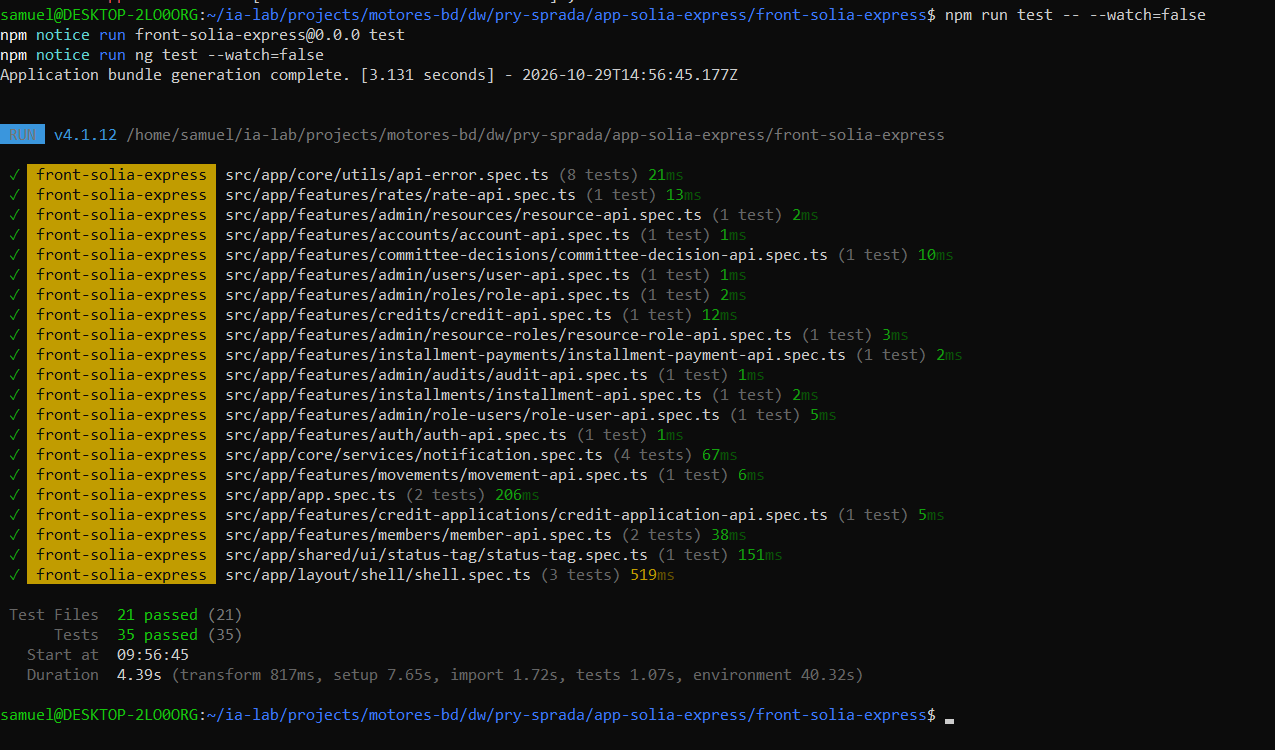 samuel@DESKTOP-2LO0ORG:~/ia-lab/projects/motores-bd/dw/pry-sprada/app-solia-express/front-solia-express$ npm run test -- --watch=false
npm notice run front-solia-express@0.0.0 test
npm notice run ng test --watch=false
Application bundle generation complete. [3.131 seconds] - 2026-10-29T14:56:45.177Z
RUN v4.1.12 /home/samuel/ia-lab/projects/motores-bd/dw/pry-sprada/app-solia-express/front-solia-express
✓ front-solia-express src/app/core/utils/api-error.spec.ts (8 tests) 21ms
✓ front-solia-express src/app/features/rates/rate-api.spec.ts (1 test) 13ms
✓ front-solia-express src/app/features/admin/resources/resource-api.spec.ts (1 test) 2ms
✓ front-solia-express src/app/features/accounts/account-api.spec.ts (1 test) 1ms
✓ front-solia-express src/app/features/committee-decisions/committee-decision-api.spec.ts (1 test) 10ms
✓ front-solia-express src/app/features/admin/users/user-api.spec.ts (1 test) 1ms
✓ front-solia-express src/app/features/admin/roles/role-api.spec.ts (1 test) 2ms
✓ front-solia-express src/app/features/credits/credit-api.spec.ts (1 test) 12ms
✓ front-solia-express src/app/features/admin/resource-roles/resource-role-api.spec.ts (1 test) 3ms
✓ front-solia-express src/app/features/installment-payments/installment-payment-api.spec.ts (1 test) 2ms
✓ front-solia-express src/app/features/admin/audits/audit-api.spec.ts (1 test) 1ms
✓ front-solia-express src/app/features/installments/installment-api.spec.ts (1 test) 2ms
✓ front-solia-express src/app/features/admin/role-users/role-user-api.spec.ts (1 test) 5ms
✓ front-solia-express src/app/features/auth/auth-api.spec.ts (1 test) 1ms
✓ front-solia-express src/app/core/services/notification.spec.ts (4 tests) 67ms
✓ front-solia-express src/app/features/movements/movement-api.spec.ts (1 test) 6ms
✓ front-solia-express src/app/app.spec.ts (2 tests) 206ms
✓ front-solia-express src/app/features/credit-applications/credit-application-api.spec.ts (1 test) 5ms
✓ front-solia-express src/app/features/members/member-api.spec.ts (2 tests) 38ms
✓ front-solia-express src/app/shared/ui/status-tag/status-tag.spec.ts (1 test) 151ms
✓ front-solia-express src/app/layout/shell/shell.spec.ts (3 tests) 519ms
Test Files 21 passed (21)
Tests 35 passed (35)
Start at 09:56:45
Duration 4.39s (transform 817ms, setup 7.65s, import 1.72s, tests 1.07s, environment 40.32s)
samuel@DESKTOP-2LO0ORG:~/ia-lab/projects/motores-bd/dw/pry-sprada/app-solia-express/front-solia-express$